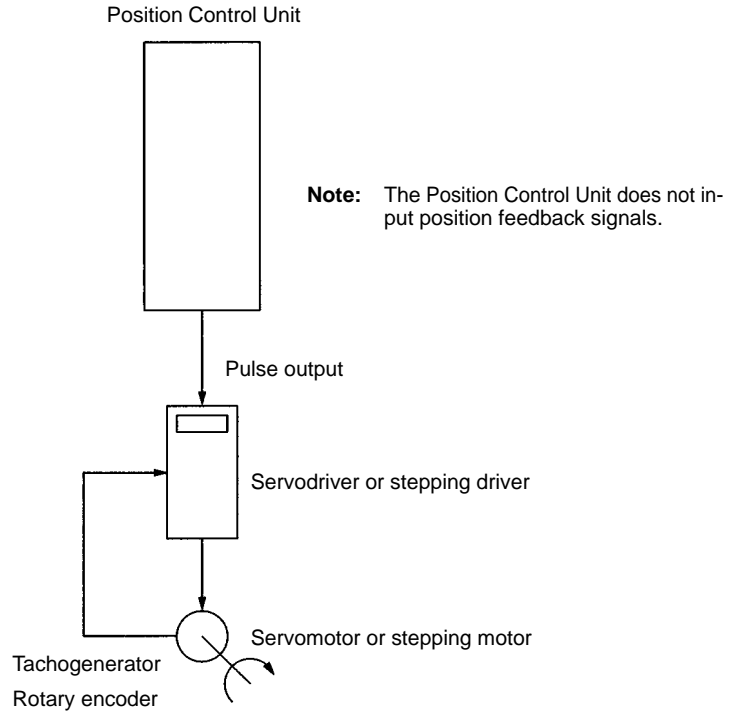 Position Control Unit
Note: The Position Control Unit does not in-
put position feedback signals.
Pulse output
Servodriver or stepping driver
Servomotor or stepping motor
Tachogenerator
Rotary encoder